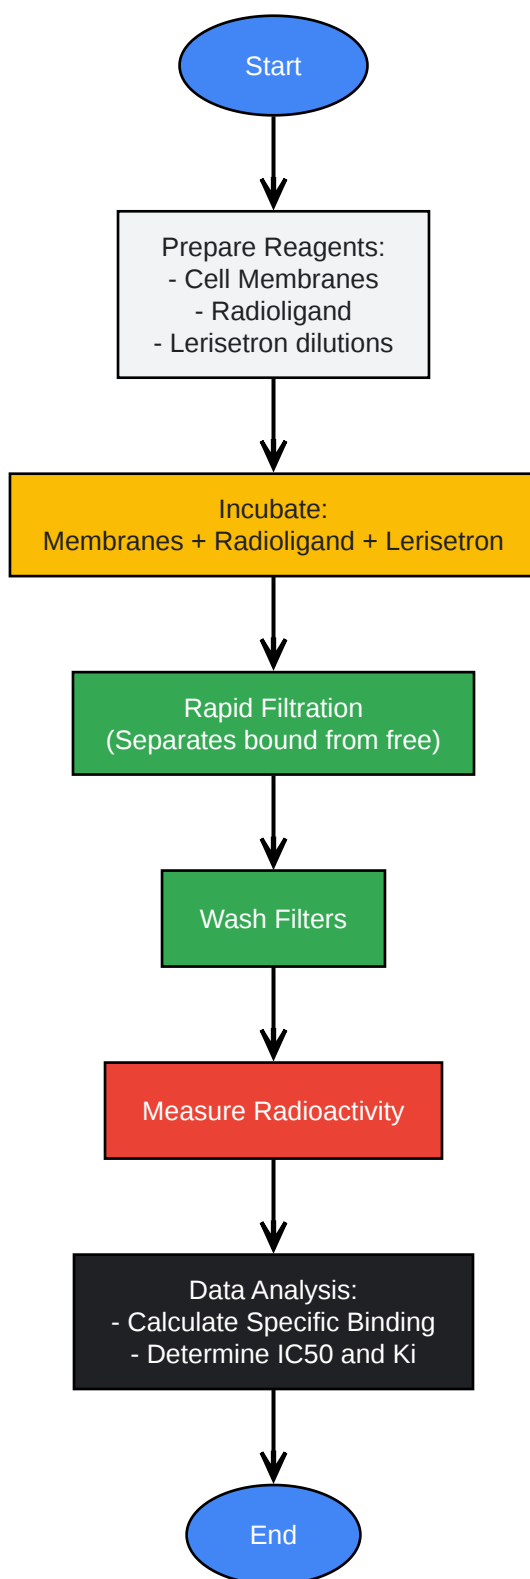 Start
Prepare Reagents:
- Cell Membranes
- Radioligand
- Lerisetron dilutions
Incubate:
Membranes + Radioligand + Lerisetron
Rapid Filtration
(Separates bound from free)
Wash Filters
Measure Radioactivity
Data Analysis:
- Calculate Specific Binding
- Determine IC50 and Ki
End